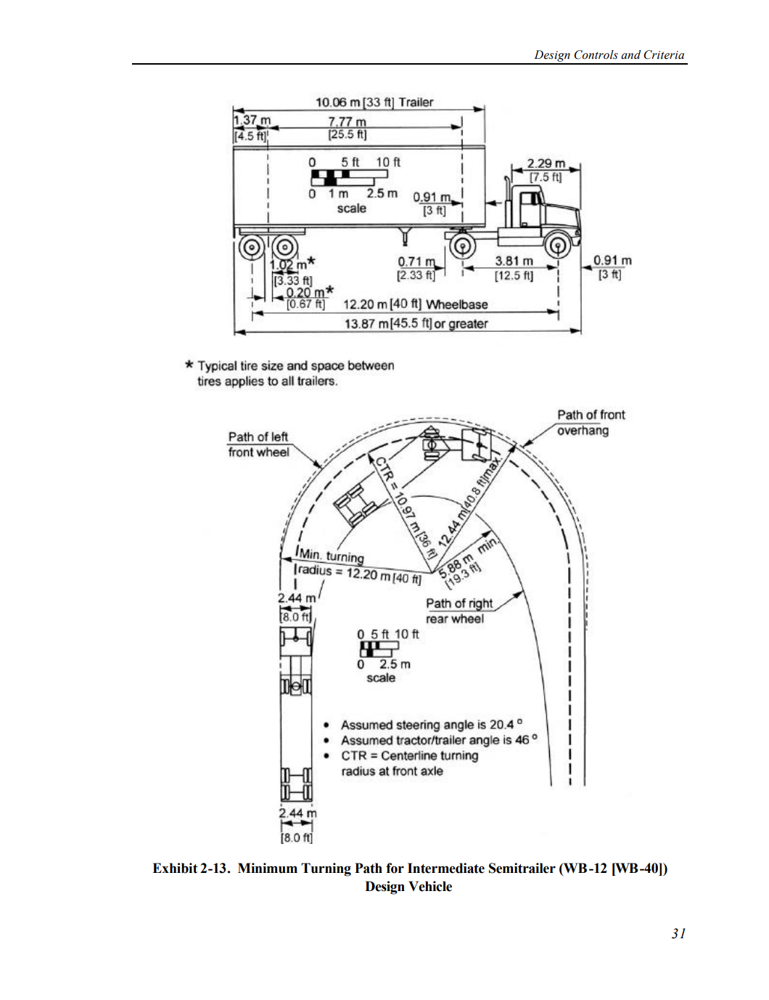 Design Controls and Criteria
10.06 m [33 ft] Trailer
1.37 m
[4.5 ft]
7.77 m
[25.5 ft]
0 5 ft 10 ft
0 1 m 2.5 m
scale
2.29 m
[7.5 ft]
0.91 m
[3 ft]
1.02 m*
[3.33 ft]
0.20 m*
[0.67 ft]
0.71 m
[2.33 ft]
3.81 m
[12.5 ft]
0.91 m
[3 ft]
12.20 m [40 ft] Wheelbase
13.87 m [45.5 ft] or greater
* Typical tire size and space between
tires applies to all trailers.
Path of left
front wheel
Path of front
overhang
CTR = 10.97 m [36 ft]
12.44 m [40.8 ft] max.
5.88 m min.
[19.3 ft]
Min. turning
radius = 12.20 m [40 ft]
2.44 m
[8.0 ft]
Path of right
rear wheel
0 5 ft 10 ft
0 2.5 m
scale
• Assumed steering angle is 20.4 °
• Assumed tractor/trailer angle is 46 °
• CTR = Centerline turning
radius at front axle
2.44 m
[8.0 ft]
Exhibit 2-13. Minimum Turning Path for Intermediate Semitrailer (WB-12 [WB-40])
Design Vehicle
31